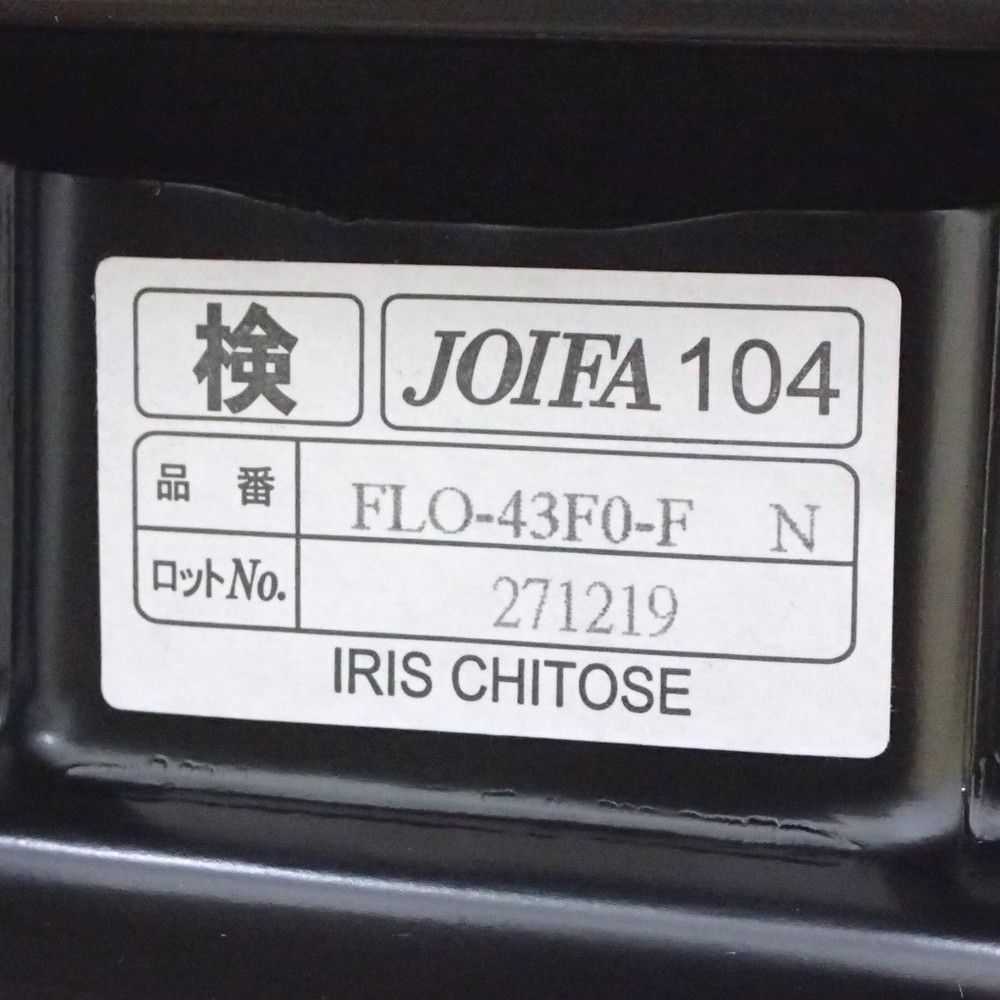 検 JOIFA 104
品番 FLO-43F0-F N
ロットNo. 271219
IRIS CHITOSE